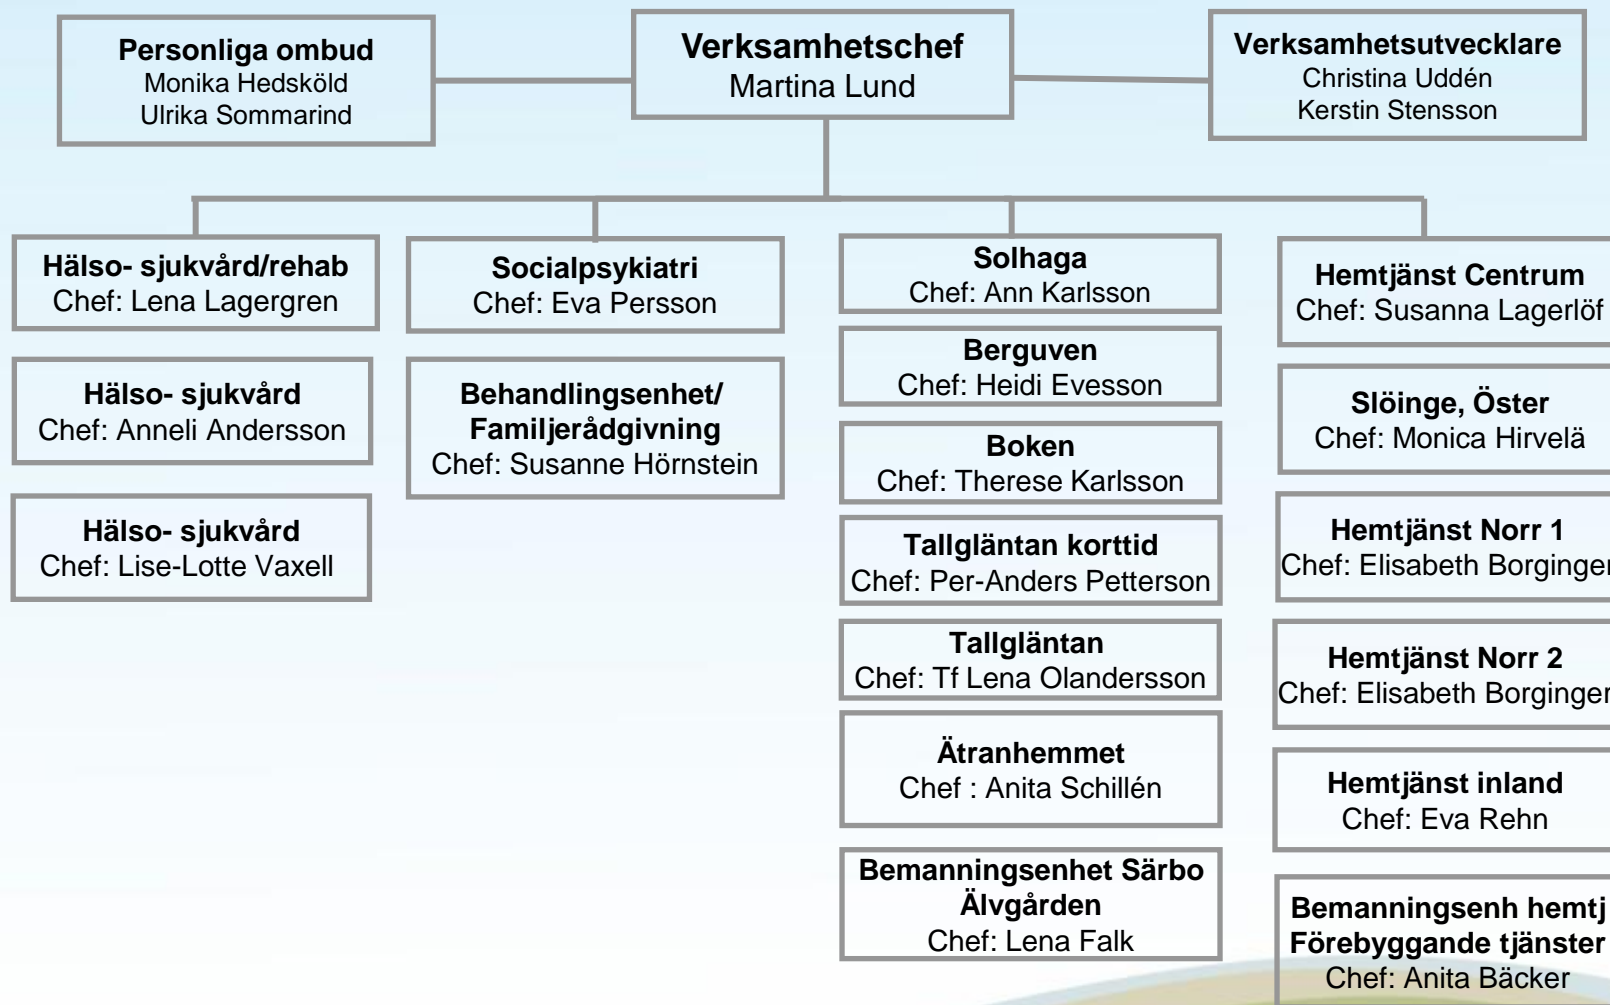 Personliga ombud
Monika Hedsköld
Ulrika Sommarind
Verksamhetschef
Martina Lund
Verksamhetsutvecklare
Christina Uddén
Kerstin Stensson
Hälso- sjukvård/rehab
Chef: Lena Lagergren
Hälso- sjukvård
Chef: Anneli Andersson
Hälso- sjukvård
Chef: Lise-Lotte Vaxell
Socialpsykiatri
Chef: Eva Persson
Behandlingsenhet/
Familjerådgivning
Chef: Susanne Hörnstein
Solhaga
Chef: Ann Karlsson
Berguven
Chef: Heidi Evesson
Boken
Chef: Therese Karlsson
Tallgläntan korttid
Chef: Per-Anders Petterson
Tallgläntan
Chef: Tf Lena Olandersson
Ätranhemmet
Chef : Anita Schillén
Bemanningsenhet Särbo
Älvgården
Chef: Lena Falk
Hemtjänst Centrum
Chef: Susanna Lagerlöf
Slöinge, Öster
Chef: Monica Hirvelä
Hemtjänst Norr 1
Chef: Elisabeth Borginger
Hemtjänst Norr 2
Chef: Elisabeth Borginger
Hemtjänst inland
Chef: Eva Rehn
Bemanningsenh hemtj
Förebyggande tjänster
Chef: Anita Bäcker